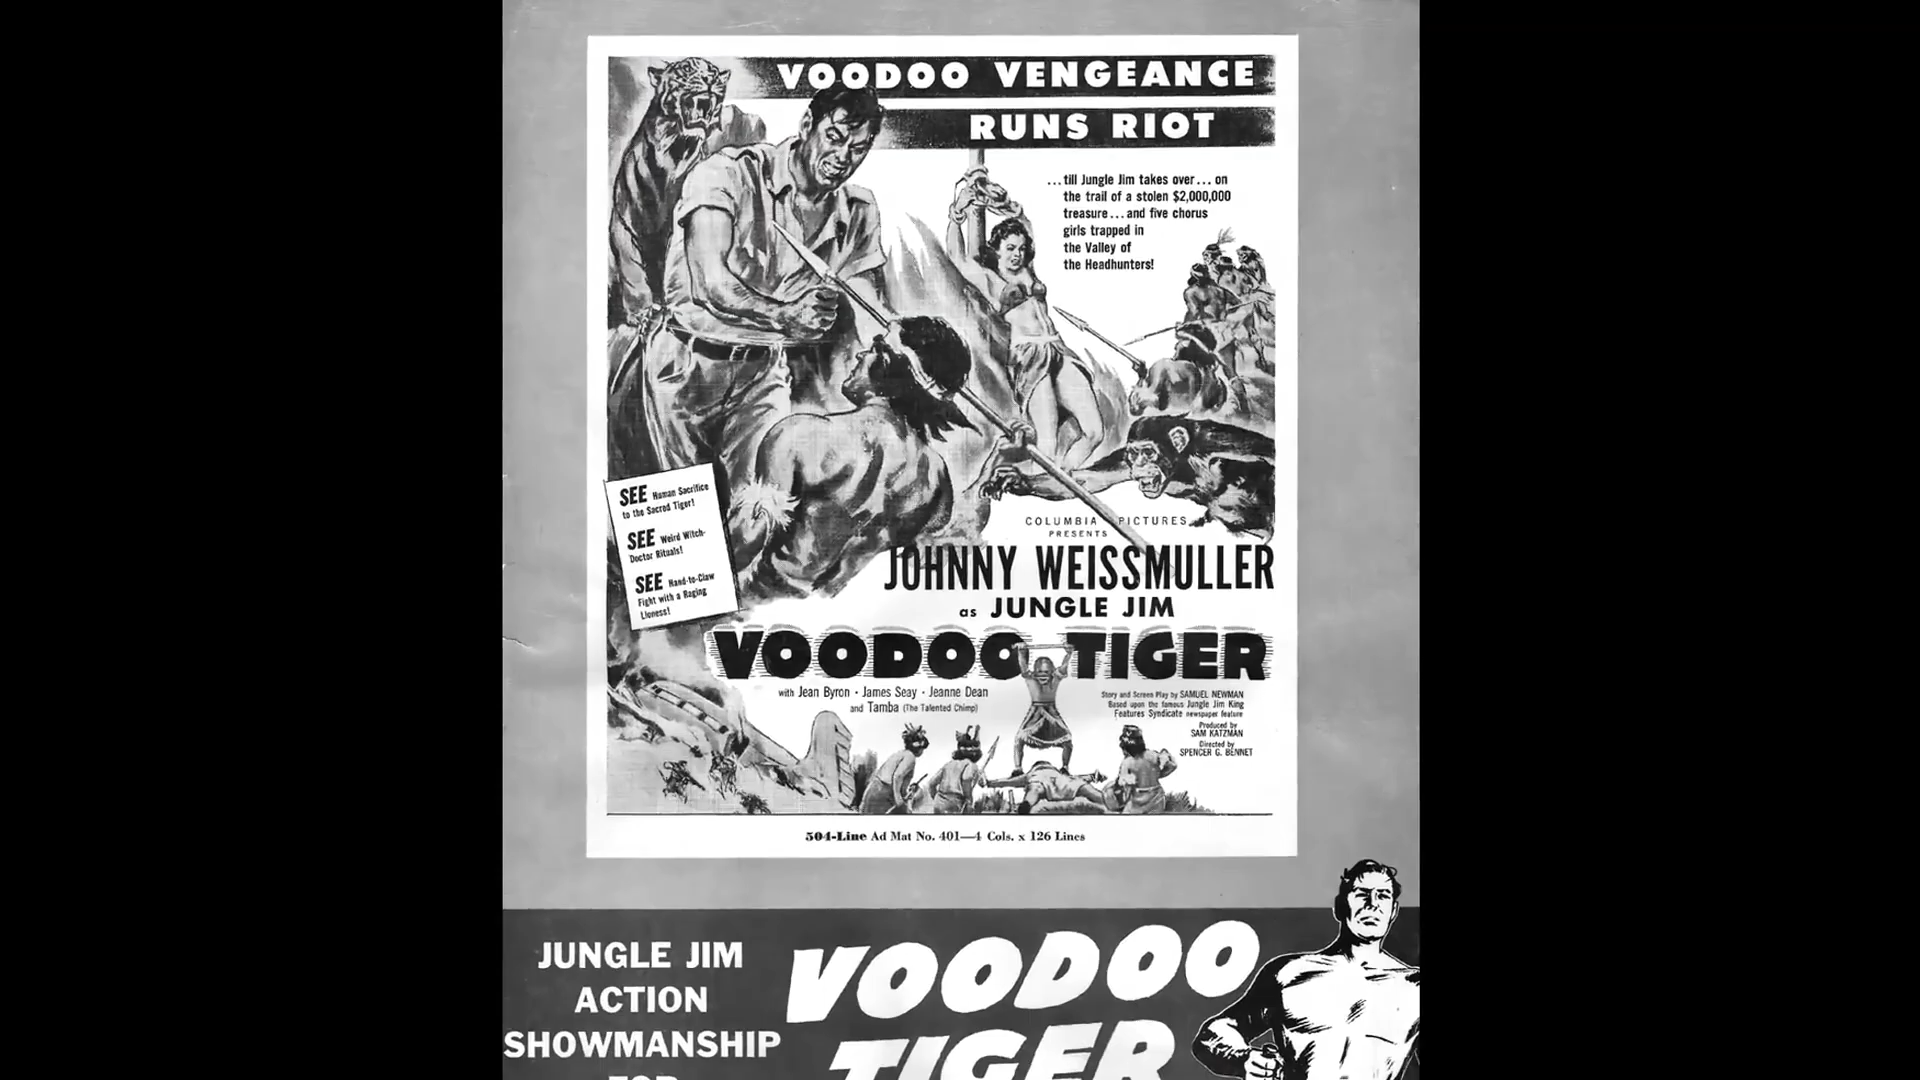 VOODOO VENGEANCE
RUNS RIOT
...till Jungle Jim takes over...on
the trail of a stolen $2,000,000
treasure...and five chorus
girls trapped in
the Valley of
the Headhunters!
SEE Human Sacrifice
to the Sacred Tiger!
SEE Weird Witch-
Doctor Rituals!
SEE Hand-to-Claw
Fight with a Raging
Lioness!
COLUMBIA PICTURES
PRESENTS
JOHNNY WEISSMULLER
as JUNGLE JIM
VOODOO TIGER
with Jean Byron · James Seay · Jeanne Dean
and Tamba (The Talented Chimp)
Story and Screen Play by SAMUEL NEWMAN
Based upon the famous Jungle Jim King
Features Syndicate newspaper feature
Produced by
SAM KATZMAN
Directed by
SPENCER G. BENNET
504-Line Ad Mat No. 401—4 Cols. x 126 Lines
JUNGLE JIM
ACTION
SHOWMANSHIP
FOR
VOODOO
TIGER